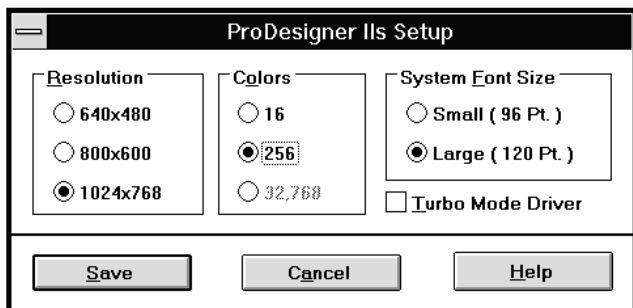 ProDesigner IIs Setup
Resolution
640x480
800x600
1024x768
Colors
16
256
32,768
System Font Size
Small ( 96 Pt. )
Large ( 120 Pt. )
Turbo Mode Driver
Save
Cancel
Help